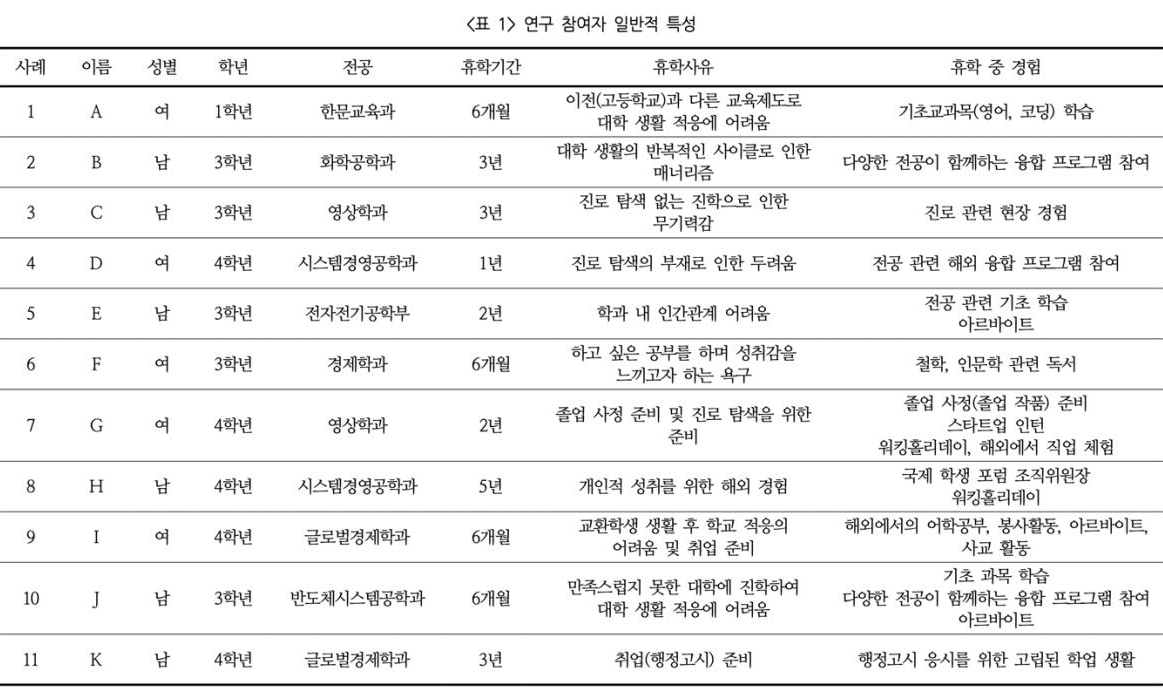 <표 1> 연구 참여자 일반적 특성
사례 이름 성별 학년 전공 휴학기간 휴학사유 휴학 중 경험
1 A 여 1학년 한문교육과 6개월 이전(고등학교)과 다른 교육제도로 대학 생활 적응에 어려움 기초교과목(영어, 코딩) 학습
2 B 남 3학년 화학공학과 3년 대학 생활의 반복적인 사이클로 인한 매너리즘 다양한 전공이 함께하는 융합 프로그램 참여
3 C 남 3학년 영상학과 3년 진로 탐색 없는 진학으로 인한 무기력감 진로 관련 현장 경험
4 D 여 4학년 시스템경영공학과 1년 진로 탐색의 부재로 인한 두려움 전공 관련 해외 융합 프로그램 참여
5 E 남 3학년 전자전기공학부 2년 학과 내 인간관계 어려움 전공 관련 기초 학습 아르바이트
6 F 여 3학년 경제학과 6개월 하고 싶은 공부를 하며 성취감을 느끼고자 하는 욕구 철학, 인문학 관련 독서
7 G 여 4학년 영상학과 2년 졸업 사정 준비 및 진로 탐색을 위한 준비 졸업 사정(졸업 작품) 준비 스타트업 인턴 워킹홀리데이, 해외에서 직업 체험
8 H 남 4학년 시스템경영공학과 5년 개인적 성취를 위한 해외 경험 국제 학생 포럼 조직위원장 워킹홀리데이
9 I 여 4학년 글로벌경제학과 6개월 교환학생 생활 후 학교 적응의 어려움 및 취업 준비 해외에서의 어학공부, 봉사활동, 아르바이트, 사교 활동
10 J 남 3학년 반도체시스템공학과 6개월 만족스럽지 못한 대학에 진학하여 대학 생활 적응에 어려움 기초 과목 학습 다양한 전공이 함께하는 융합 프로그램 참여 아르바이트
11 K 남 4학년 글로벌경제학과 3년 취업(행정고시) 준비 행정고시 응시를 위한 고립된 학업 생활